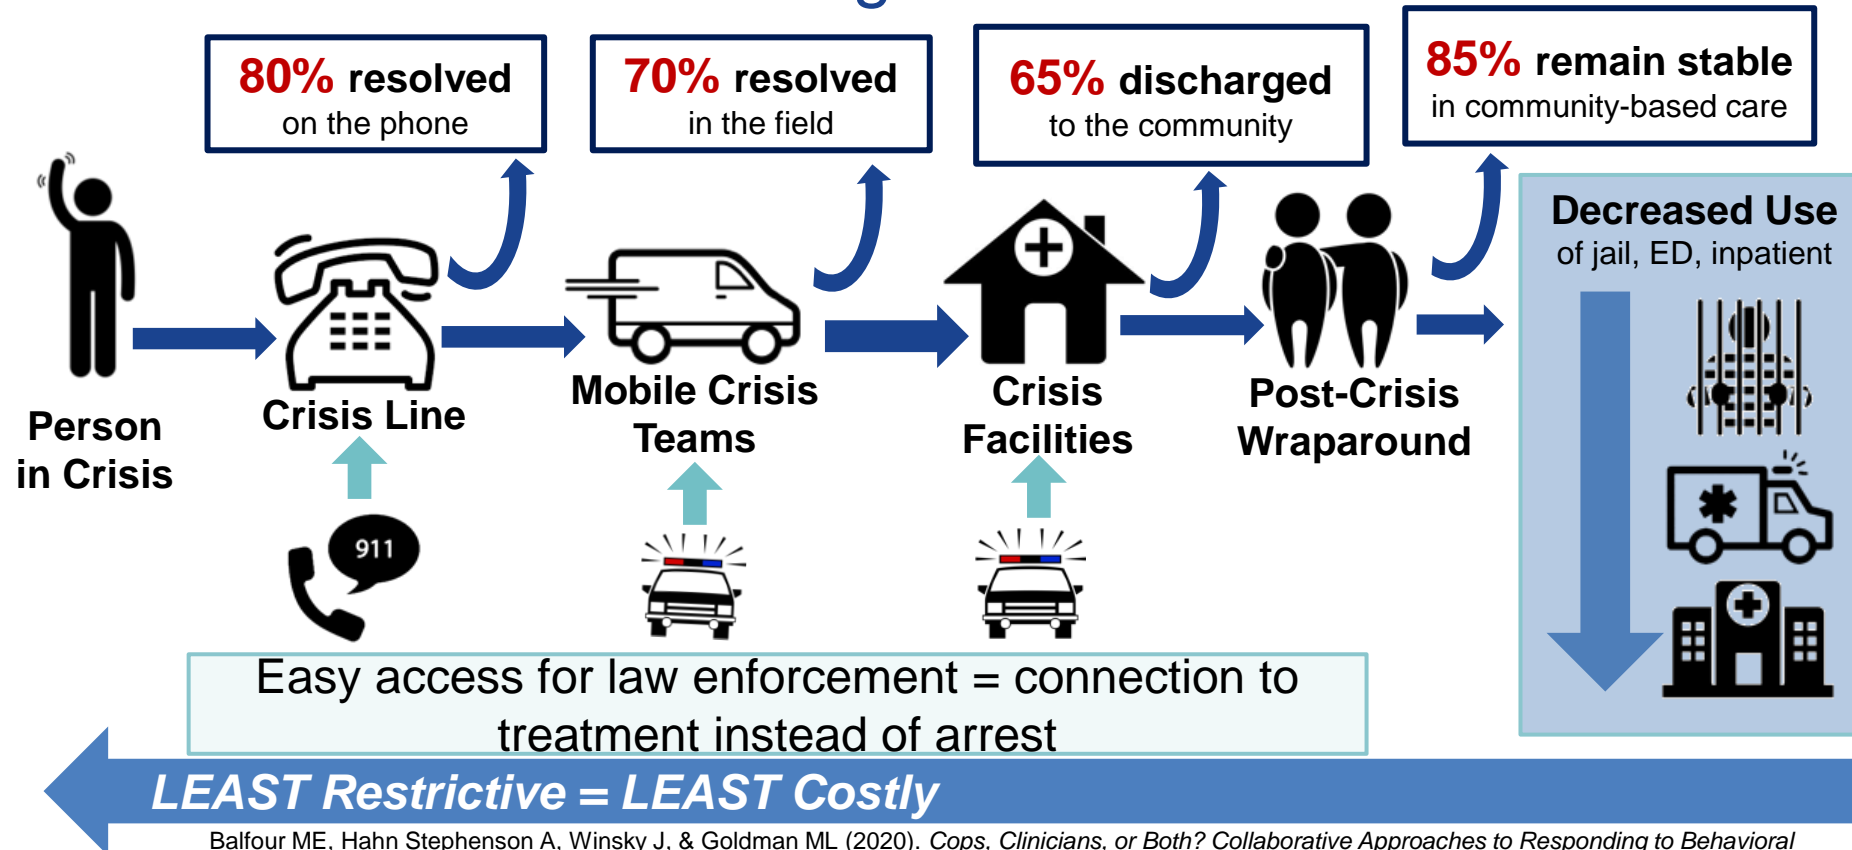 80% resolved
on the phone
70% resolved
in the field
65% discharged
to the community
85% remain stable
in community-based care
Decreased Use
of jail, ED, inpatient
Person
in Crisis
Crisis Line
Mobile Crisis
Teams
Crisis
Facilities
Post-Crisis
Wraparound
911
Easy access for law enforcement = connection to
treatment instead of arrest
LEAST Restrictive = LEAST Costly
Balfour ME, Hahn Stephenson A, Winsky J, & Goldman ML (2020). Cops, Clinicians, or Both? Collaborative Approaches to Responding to Behavioral